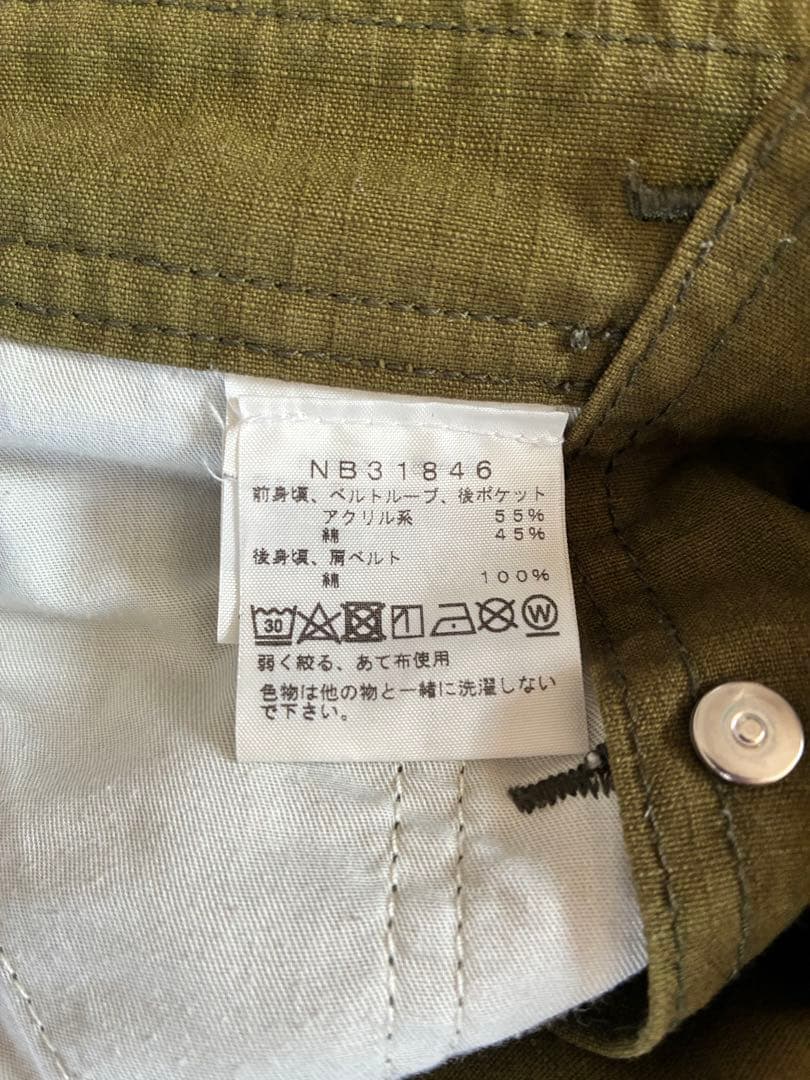 NB31846
前身頃、ベルトループ、後ポケット
アクリル系 55%
綿 45%
後身頃、肩ベルト
綿 100%
30 W
弱く絞る、あて布使用
色物は他の物と一緒に洗濯しない
で下さい。